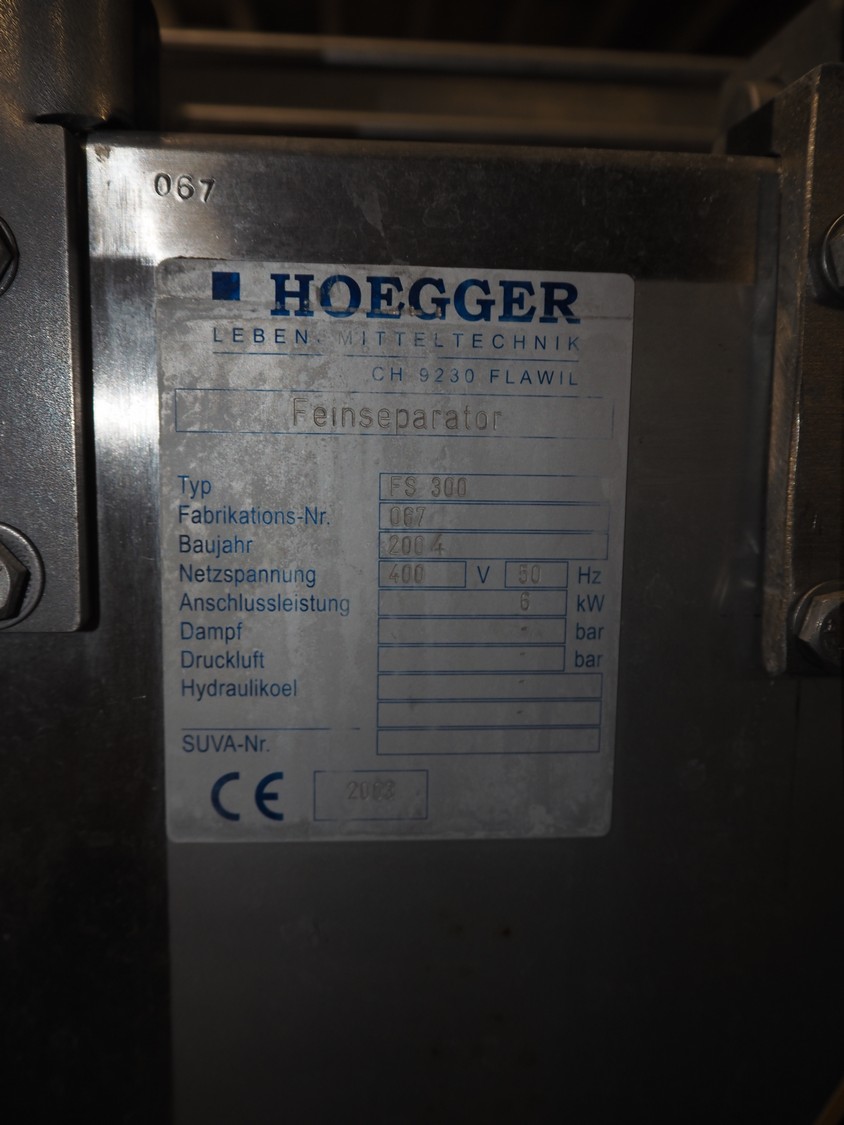 067
HOEGGER
LEBENSMITTELTECHNIK
CH 9230 FLAWIL
Feinseparator
Typ FS 300
Fabrikations-Nr. 067
Baujahr 2004
Netzspannung 400 V 50 Hz
Anschlussleistung 6 kW
Dampf - bar
Druckluft - bar
Hydraulikoel -
-
SUVA-Nr.
CE